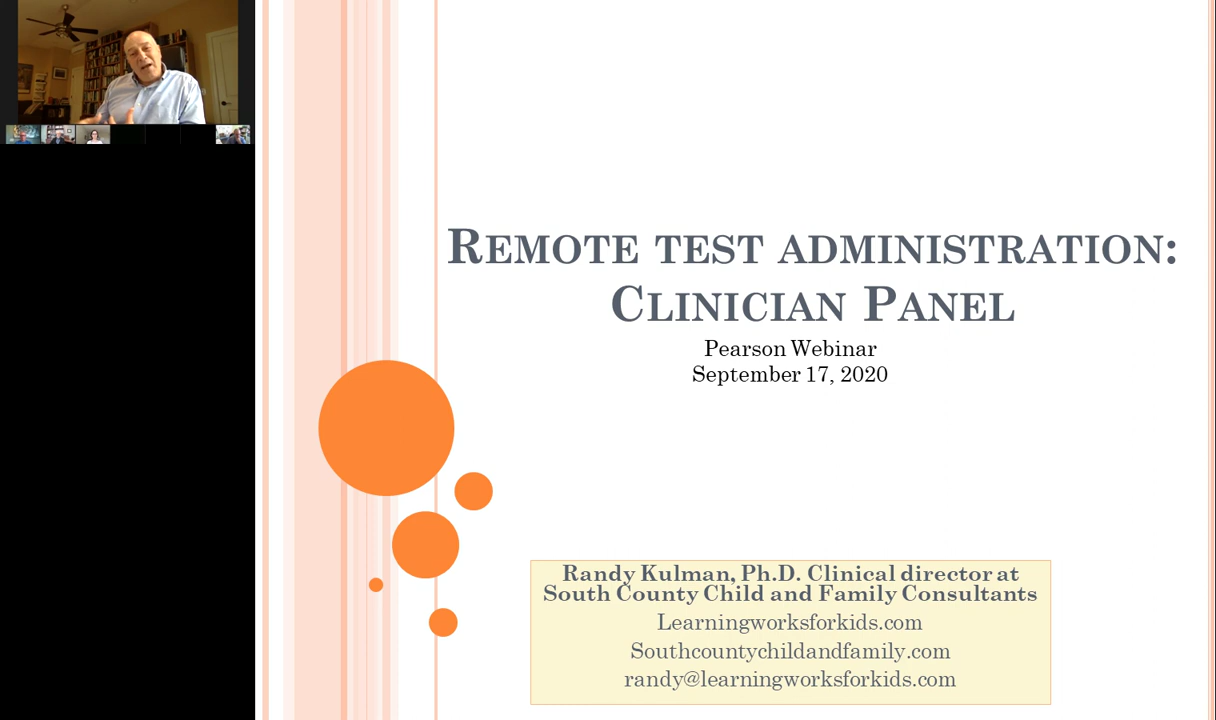 Remote test administration:
Clinician Panel
Pearson Webinar
September 17, 2020
Randy Kulman, Ph.D. Clinical director at
South County Child and Family Consultants
Learningworksforkids.com
Southcountychildandfamily.com
randy@learningworksforkids.com